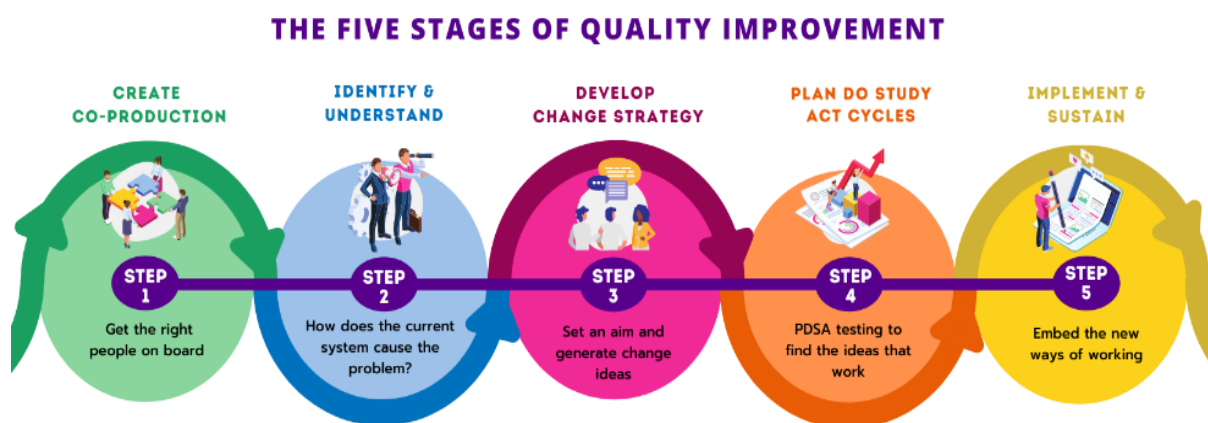 THE FIVE STAGES OF QUALITY IMPROVEMENT
CREATE
CO-PRODUCTION
IDENTIFY &
UNDERSTAND
DEVELOP
CHANGE STRATEGY
PLAN DO STUDY
ACT CYCLES
IMPLEMENT &
SUSTAIN
STEP
1
Get the right
people on board
STEP
2
How does the current
system cause the
problem?
STEP
3
Set an aim and
generate change
ideas
STEP
4
PDSA testing to
find the ideas that
work
STEP
5
Embed the new
ways of working